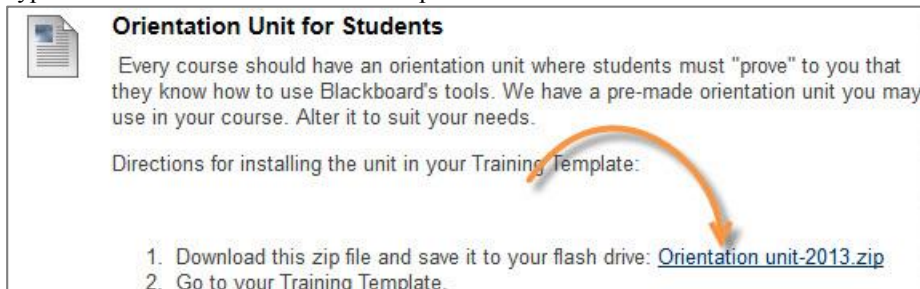 Orientation Unit for Students
Every course should have an orientation unit where students must "prove" to you that
they know how to use Blackboard's tools. We have a pre-made orientation unit you may
use in your course. Alter it to suit your needs.
Directions for installing the unit in your Training Template:
1. Download this zip file and save it to your flash drive: Orientation unit-2013.zip
2. Go to your Training Template.